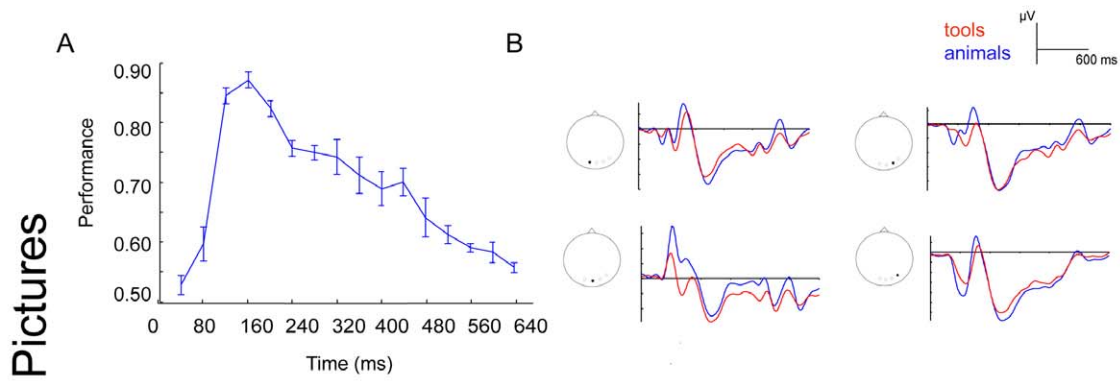 Pictures
A
Performance
0.90
0.80
0.70
0.60
0.50
0 80 160 240 320 400 480 560 640
Time (ms)
B
tools
animals
µV
600 ms